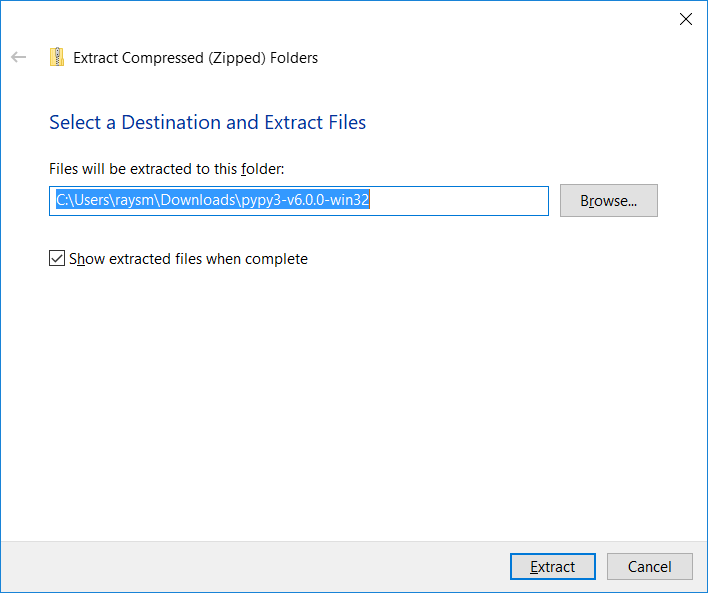 Extract Compressed (Zipped) Folders
Select a Destination and Extract Files
Files will be extracted to this folder:
C:\Users\raysm\Downloads\pypy3-v6.0.0-win32
Browse...
Show extracted files when complete
Extract
Cancel